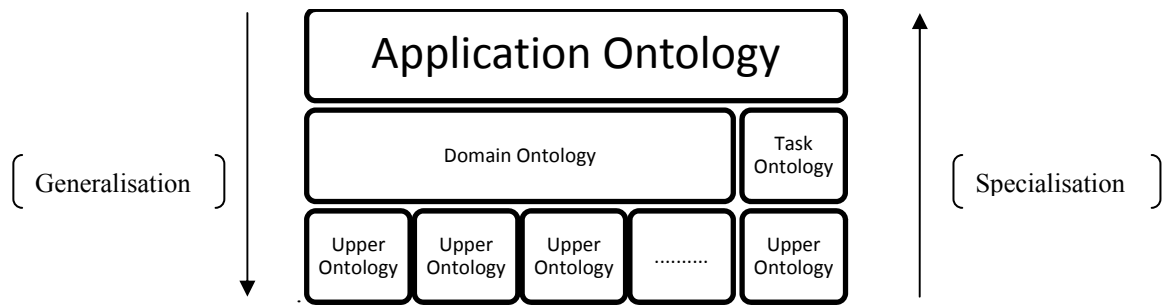 Application Ontology
Domain Ontology
Task
Ontology
Generalisation
Specialisation
Upper
Ontology
Upper
Ontology
Upper
Ontology
..........
Upper
Ontology